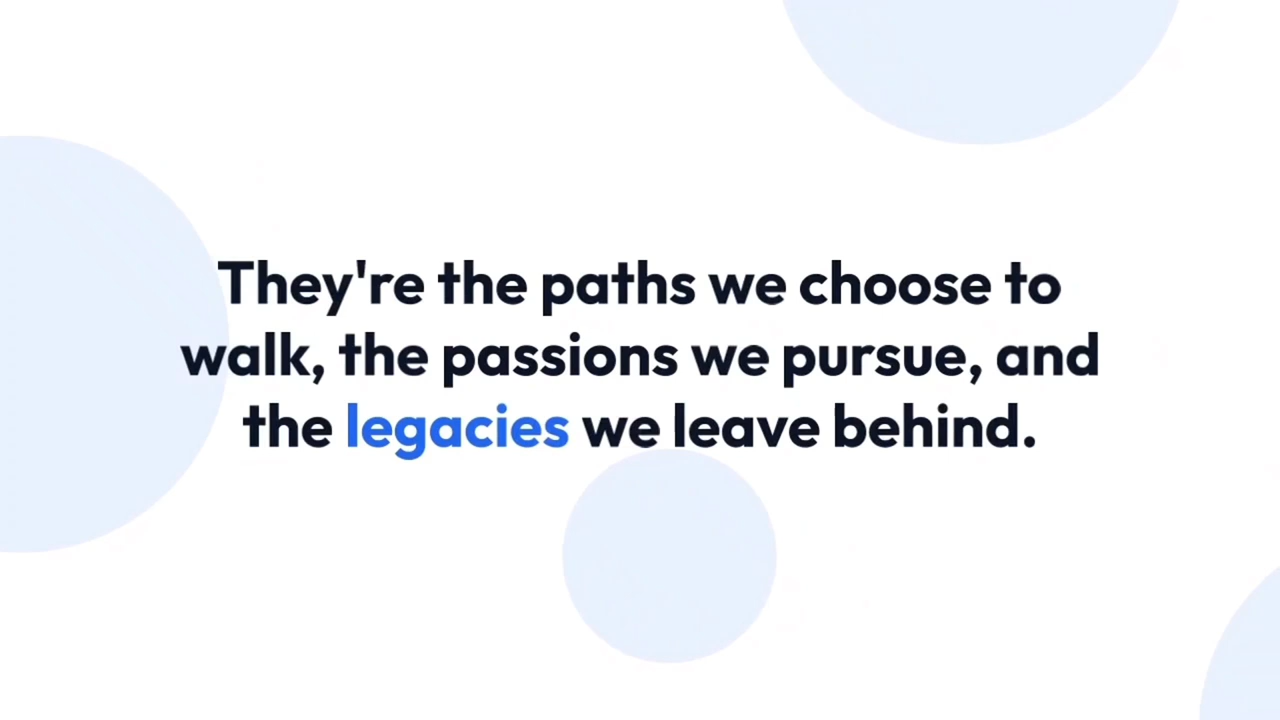 They're the paths we choose to
walk, the passions we pursue, and
the legacies we leave behind.